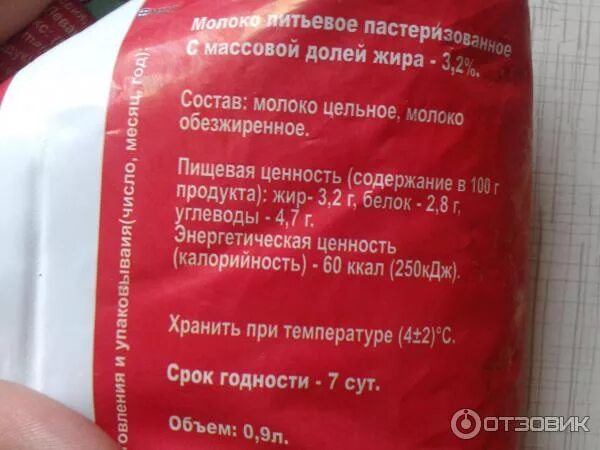 Молоко питьевое пастеризованное
С массовой долей жира - 3,2%.
Состав: молоко цельное, молоко
обезжиренное.
Пищевая ценность (содержание в 100 г
продукта): жир- 3,2 г, белок - 2,8 г,
углеводы - 4,7 г.
Энергетическая ценность
(калорийность) - 60 ккал (250кДж).
Хранить при температуре (4±2)°С.
Срок годности - 7 сут.
Объем: 0,9л.
овления и упаковываия(число, месяц, год):
ОТЗОВИК